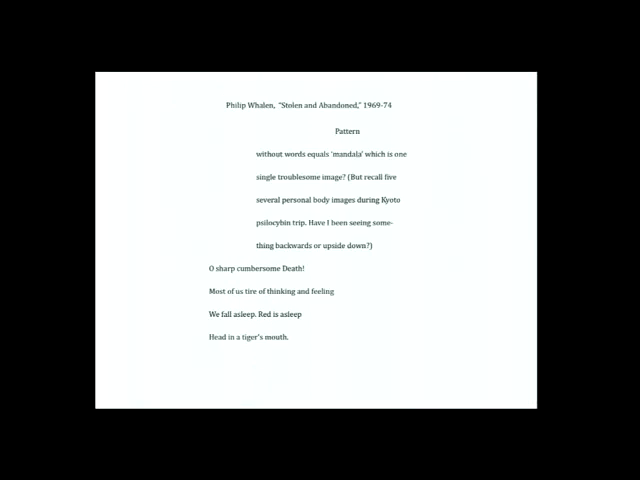 Philip Whalen, "Stolen and Abandoned," 1969-74
Pattern
without words equals 'mandala' which is one
single troublesome image? (But recall five
several personal body images during Kyoto
psilocybin trip. Have I been seeing some-
thing backwards or upside down?)
O sharp cumbersome Death!
Most of us tire of thinking and feeling
We fall asleep. Red is asleep
Head in a tiger's mouth.